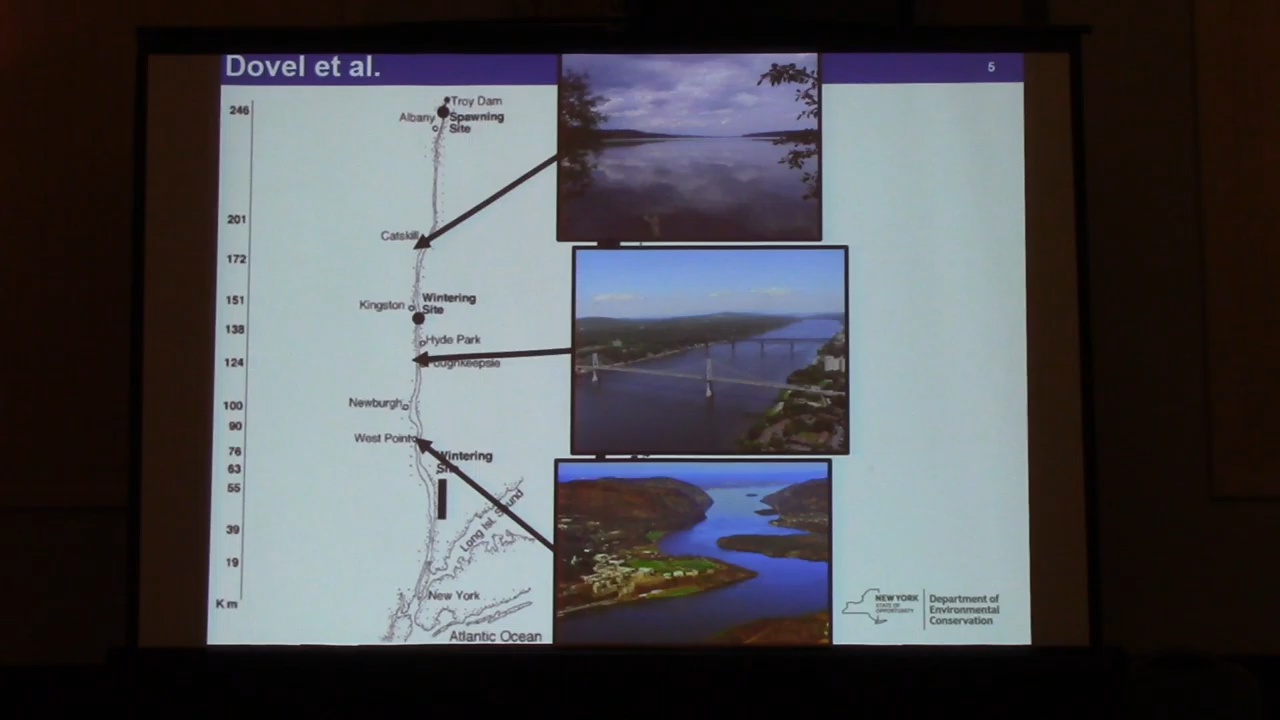 Dovel et al.
5
246
Troy Dam
Albany
Spawning
Site
201
Catskill
172
151
Kingston
Wintering
Site
138
Hyde Park
124
Poughkeepsie
100
Newburgh
90
West Point
76
Wintering
Site
63
55
Long Isl. Sound
39
19
New York
Km
Atlantic Ocean
NEW YORK
STATE OF
OPPORTUNITY
Department of
Environmental
Conservation